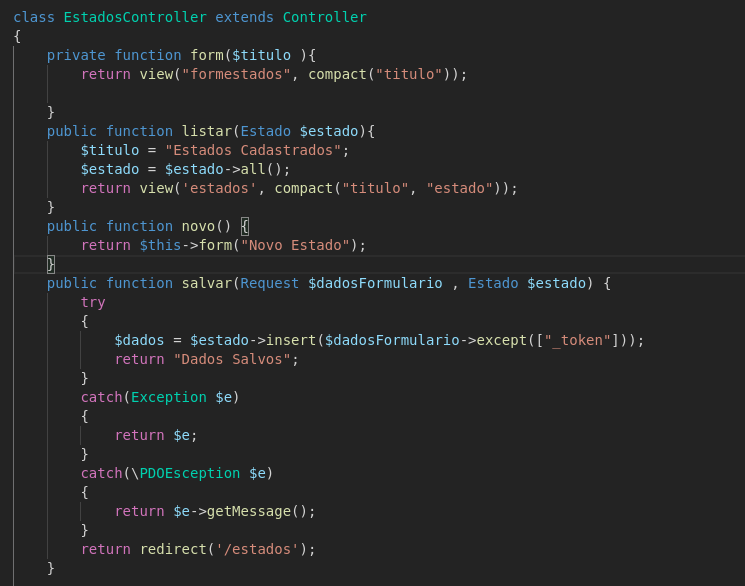 class EstadosController extends Controller
{
    private function form($titulo ){
        return view("formestados", compact("titulo"));

    }
    public function listar(Estado $estado){
        $titulo = "Estados Cadastrados";
        $estado = $estado->all();
        return view('estados', compact("titulo", "estado"));
    }
    public function novo() {
        return $this->form("Novo Estado");
    }
    public function salvar(Request $dadosFormulario , Estado $estado) {
        try
        {
            $dados = $estado->insert($dadosFormulario->except(["_token"]));
            return "Dados Salvos";
        }
        catch(Exception $e)
        {
            return $e;
        }
        catch(\PDOEsception $e)
        {
            return $e->getMessage();
        }
        return redirect('/estados');
    }